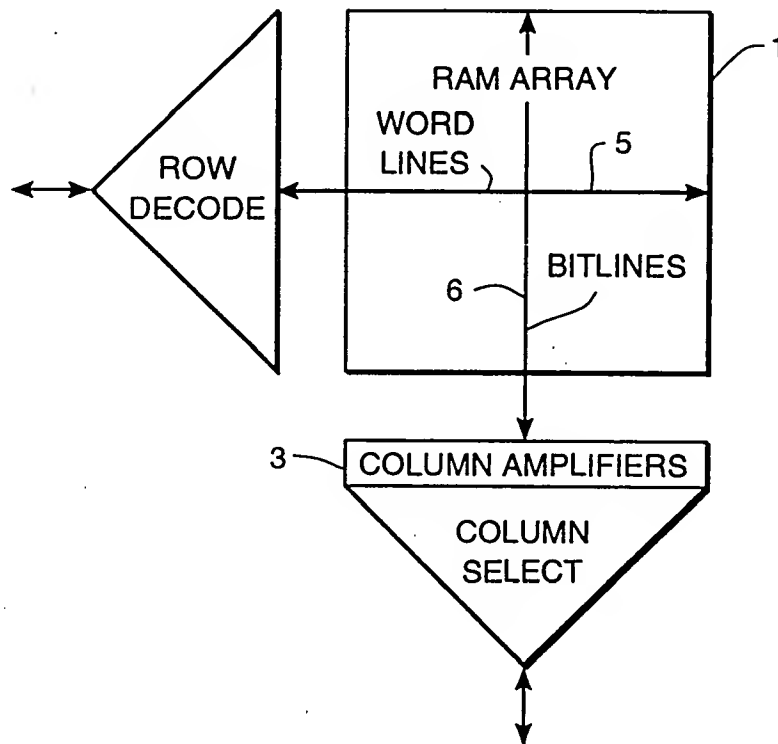 1
RAM ARRAY
WORD
LINES
5
ROW
DECODE
6
BITLINES
3
COLUMN AMPLIFIERS
COLUMN
SELECT